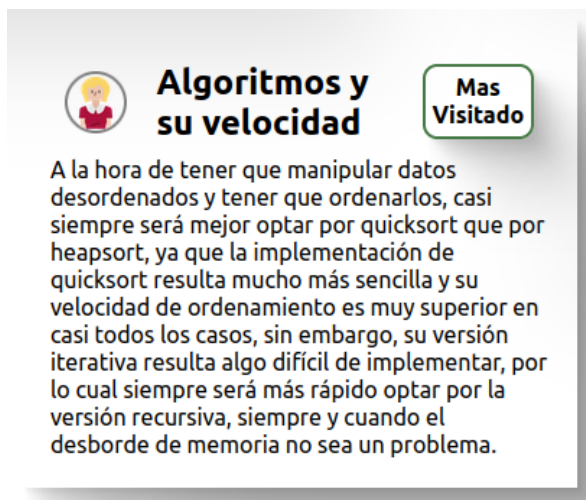 Algoritmos y
su velocidad
Mas
Visitado
A la hora de tener que manipular datos
desordenados y tener que ordenarlos, casi
siempre será mejor optar por quicksort que por
heapsort, ya que la implementación de
quicksort resulta mucho más sencilla y su
velocidad de ordenamiento es muy superior en
casi todos los casos, sin embargo, su versión
iterativa resulta algo difícil de implementar, por
lo cual siempre será más rápido optar por la
versión recursiva, siempre y cuando el
desborde de memoria no sea un problema.